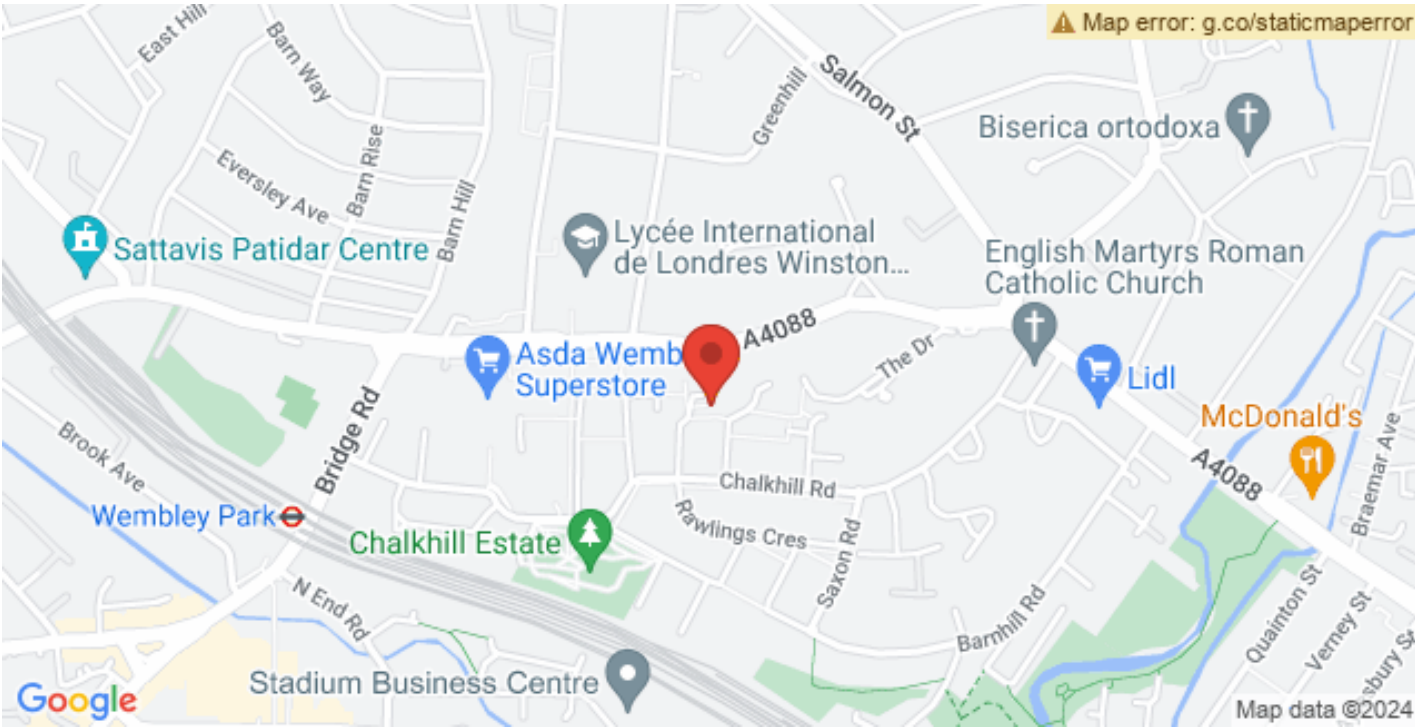 Map error: g.co/staticmaperror
East Hill
Barn Way
Salmon St
Greenhill
Biserica ortodoxa
Barn Rise
Eversley Ave
Barn Hill
Sattavis Patidar Centre
Lycée International
de Londres Winston...
English Martyrs Roman
Catholic Church
A4088
Asda Wemb
Superstore
The Dr
Lidl
McDonald's
Bridge Rd
Brook Ave
A4088
Braemar Ave
Chalkhill Rd
Wembley Park
Rawlings Cres
Chalkhill Estate
Saxon Rd
N End Rd
Barnhill Rd
Quainton St
Verney St
sbury St
Stadium Business Centre
Google
Map data ©2024